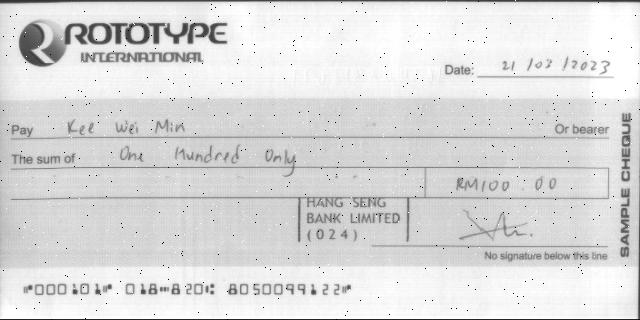 ROTOTYPE
INTERNATIONAL
Date: 21/03/2023
Pay Kee Wei Min Or bearer
The sum of One Hundred Only
RM100.00
HANG SENG
BANK LIMITED
(024)
No signature below this line
SAMPLE CHEQUE
⑈000101⑈ 018⑉820⑆ 8050099122⑈